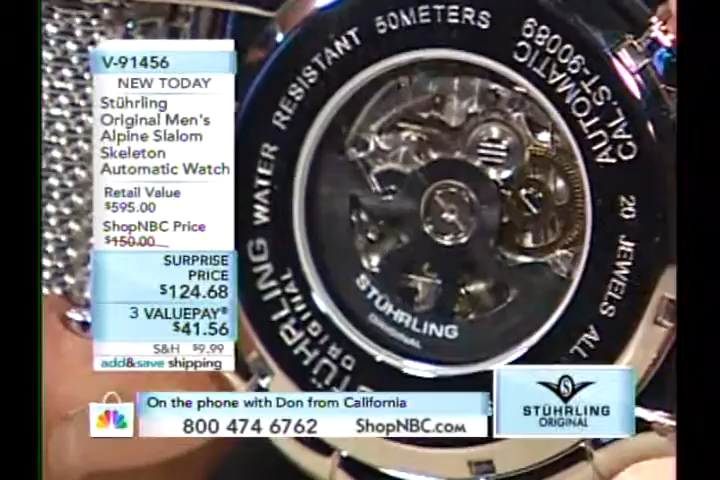 V-91456
NEW TODAY
Stührling
Original Men's
Alpine Slalom
Skeleton
Automatic Watch
Retail Value
$595.00
ShopNBC Price
$150.00
SURPRISE
PRICE
$124.68
3 VALUEPAY®
$41.56
S&H $9.99
add&save shipping
On the phone with Don from California
800 474 6762 ShopNBC.com
S
STÜHRLING
ORIGINAL
STÜHRLING
ORIGINAL
WATER RESISTANT 50METERS
AUTOMATIC
CAL.ST-90089
20 JEWELS ALL
STÜHRLING
ORIGINAL